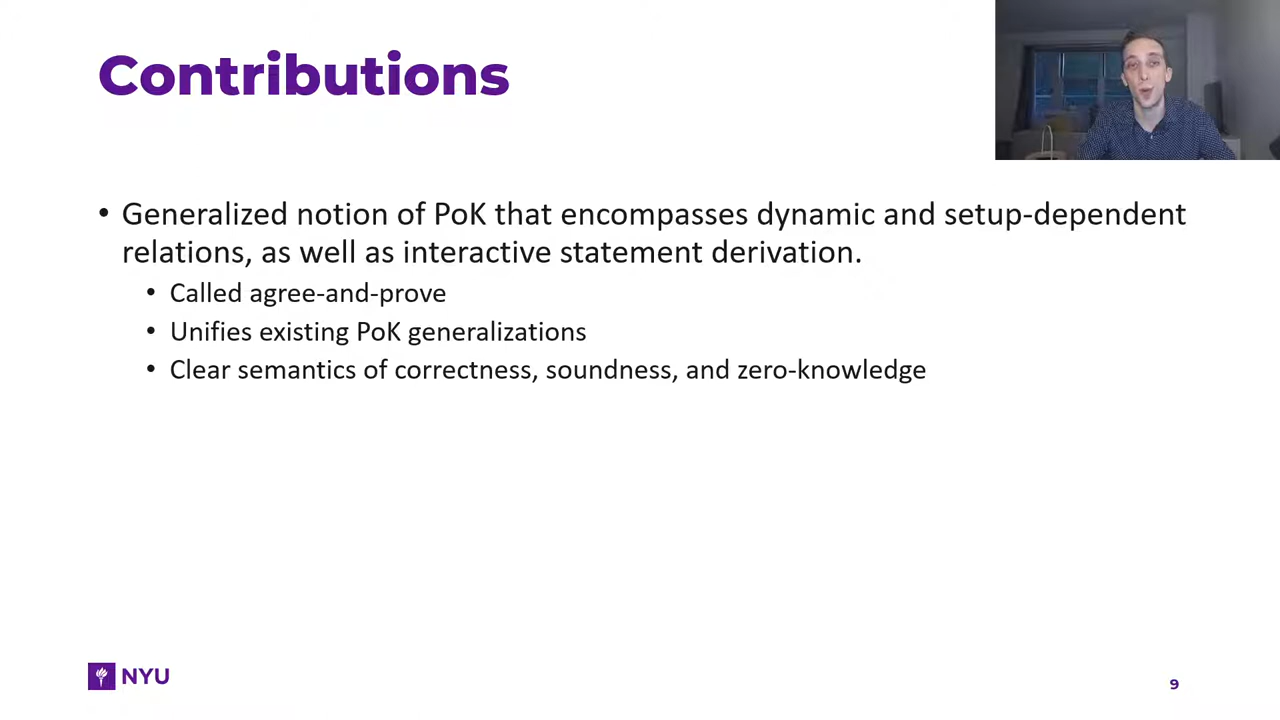 Contributions
• Generalized notion of PoK that encompasses dynamic and setup-dependent
relations, as well as interactive statement derivation.
• Called agree-and-prove
• Unifies existing PoK generalizations
• Clear semantics of correctness, soundness, and zero-knowledge
NYU
9